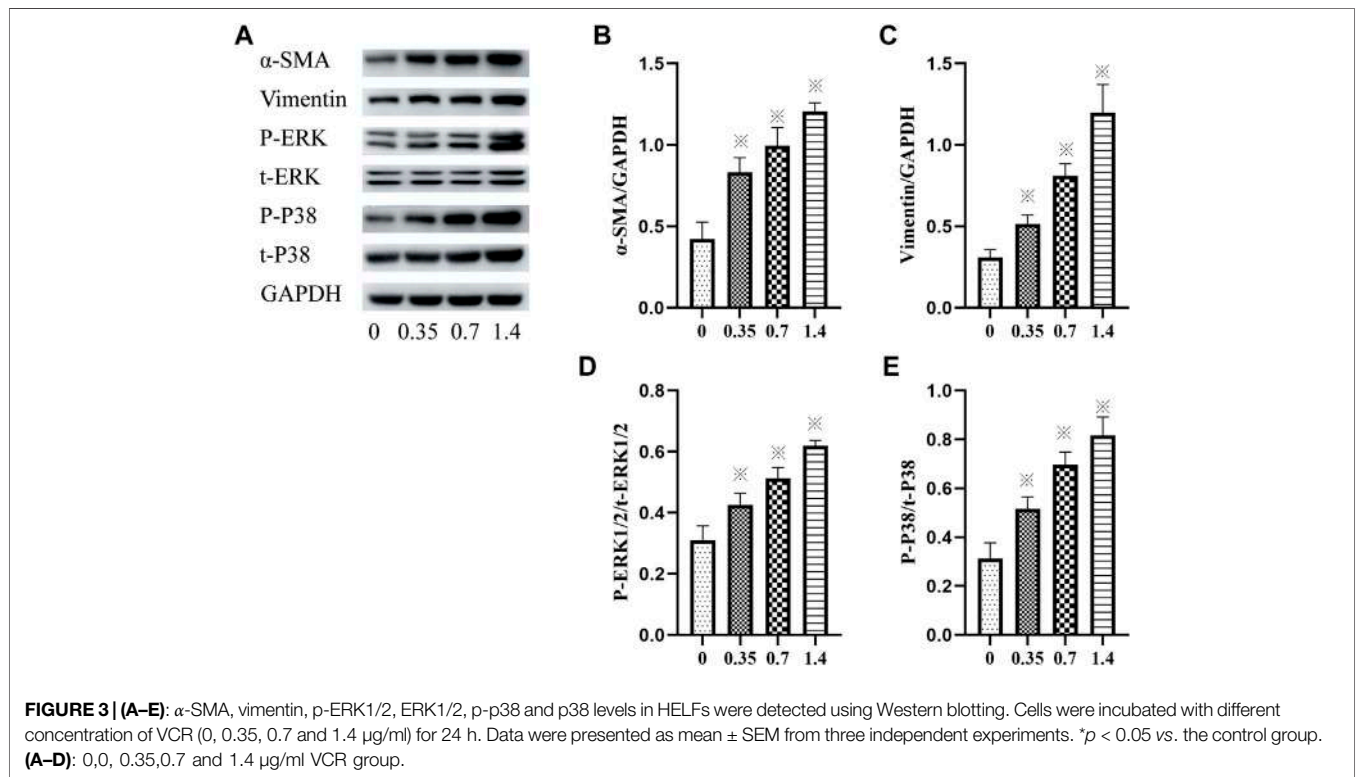 A
α-SMA
Vimentin
P-ERK
t-ERK
P-P38
t-P38
GAPDH
0 0.35 0.7 1.4
B
α-SMA/GAPDH
1.5
1.0
0.5
0.0
※ ※ ※
0 0.35 0.7 1.4
C
Vimentin/GAPDH
1.5
1.0
0.5
0.0
※ ※ ※
0 0.35 0.7 1.4
D
P-ERK1/2/t-ERK1/2
0.8
0.6
0.4
0.2
0.0
※ ※ ※
0 0.35 0.7 1.4
E
P-P38/t-P38
1.0
0.8
0.6
0.4
0.2
0.0
※ ※ ※
0 0.35 0.7 1.4
FIGURE 3 | (A–E): α-SMA, vimentin, p-ERK1/2, ERK1/2, p-p38 and p38 levels in HELFs were detected using Western blotting. Cells were incubated with different
concentration of VCR (0, 0.35, 0.7 and 1.4 μg/ml) for 24 h. Data were presented as mean ± SEM from three independent experiments. *p < 0.05 vs. the control group.
(A–D): 0,0, 0.35,0.7 and 1.4 μg/ml VCR group.